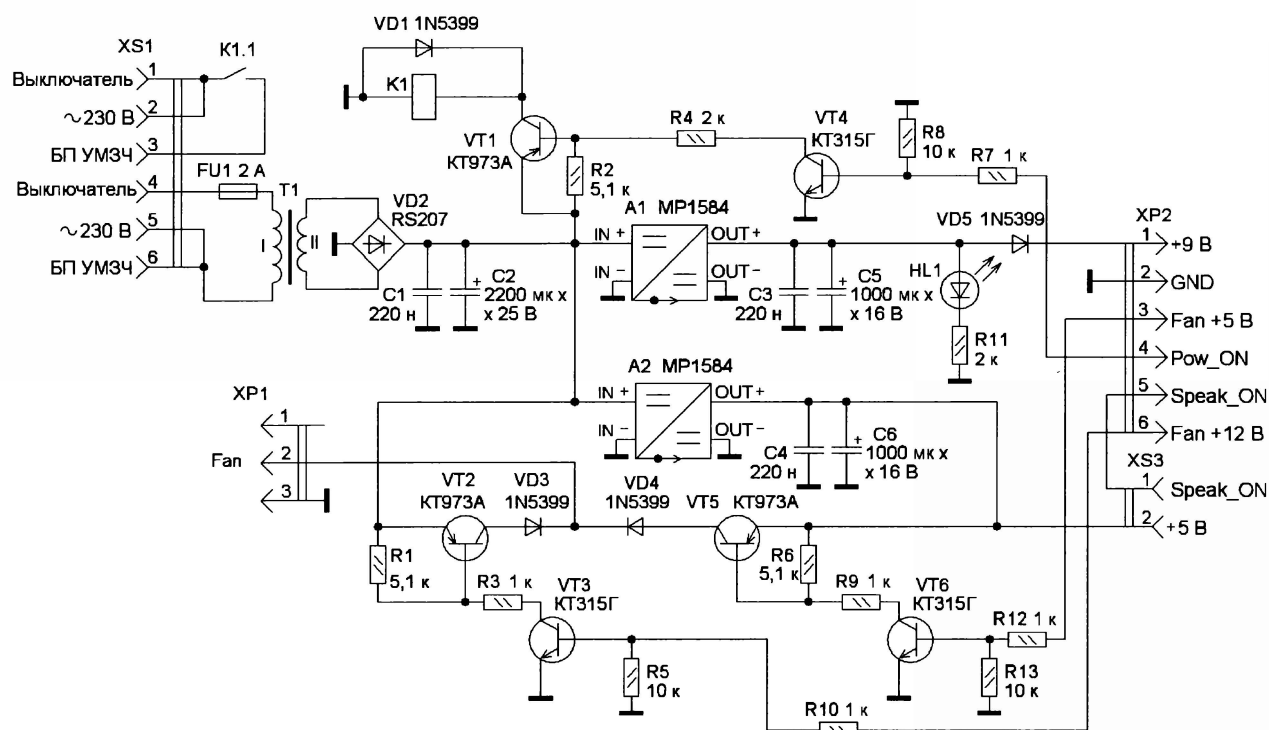 XS1
Выключатель 1
~230 В 2
БП УМЗЧ 3
Выключатель 4
~230 В 5
БП УМЗЧ 6
K1.1
FU1 2 А
T1
I
II
VD1 1N5399
K1
VT1
КТ973А
R2
5,1 к
R4 2 к
VT4
КТ315Г
R8
10 к
R7 1 к
VD2
RS207
C1
220 н
+
C2
2200 мк х
х 25 В
A1 MP1584
IN +
IN −
OUT+
OUT−
C3
220 н
+
C5
1000 мк х
х 16 В
HL1
R11
2 к
VD5 1N5399
XP2
1 +9 В
2 GND
3 Fan +5 В
4 Pow_ON
5 Speak_ON
6 Fan +12 В
XS3
1 Speak_ON
2 +5 В
A2 MP1584
IN +
IN −
OUT+
OUT−
C4
220 н
+
C6
1000 мк х
х 16 В
XP1
1
Fan 2
3
VT2
КТ973А
VD3
1N5399
VD4
1N5399
VT5 КТ973А
R1
5,1 к
R3 1 к
VT3
КТ315Г
R6
5,1 к
R9 1 к
VT6
КТ315Г
R12 1 к
R5
10 к
R13
10 к
R10 1 к